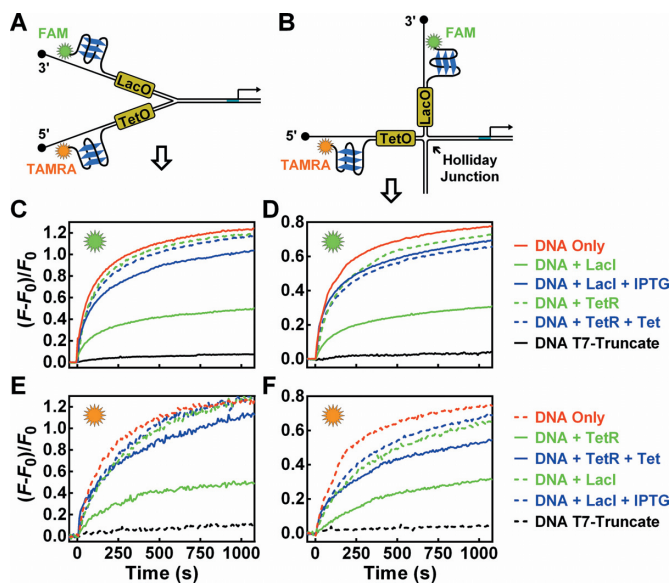 A
FAM
3'
LacO
TetO
5'
TAMRA
B
3'
FAM
LacO
5'
TetO
TAMRA
Holliday
Junction
C
(F-F0)/F0
1.2
1.0
0.8
0.6
0.4
0.2
0.0
D
0.8
0.6
0.4
0.2
0.0
DNA Only
DNA + LacI
DNA + LacI + IPTG
DNA + TetR
DNA + TetR + Tet
DNA T7-Truncate
E
(F-F0)/F0
1.2
1.0
0.8
0.6
0.4
0.2
0.0
0 250 500 750 1000
Time (s)
F
0.8
0.6
0.4
0.2
0.0
0 250 500 750 1000
Time (s)
DNA Only
DNA + TetR
DNA + TetR + Tet
DNA + LacI
DNA + LacI + IPTG
DNA T7-Truncate